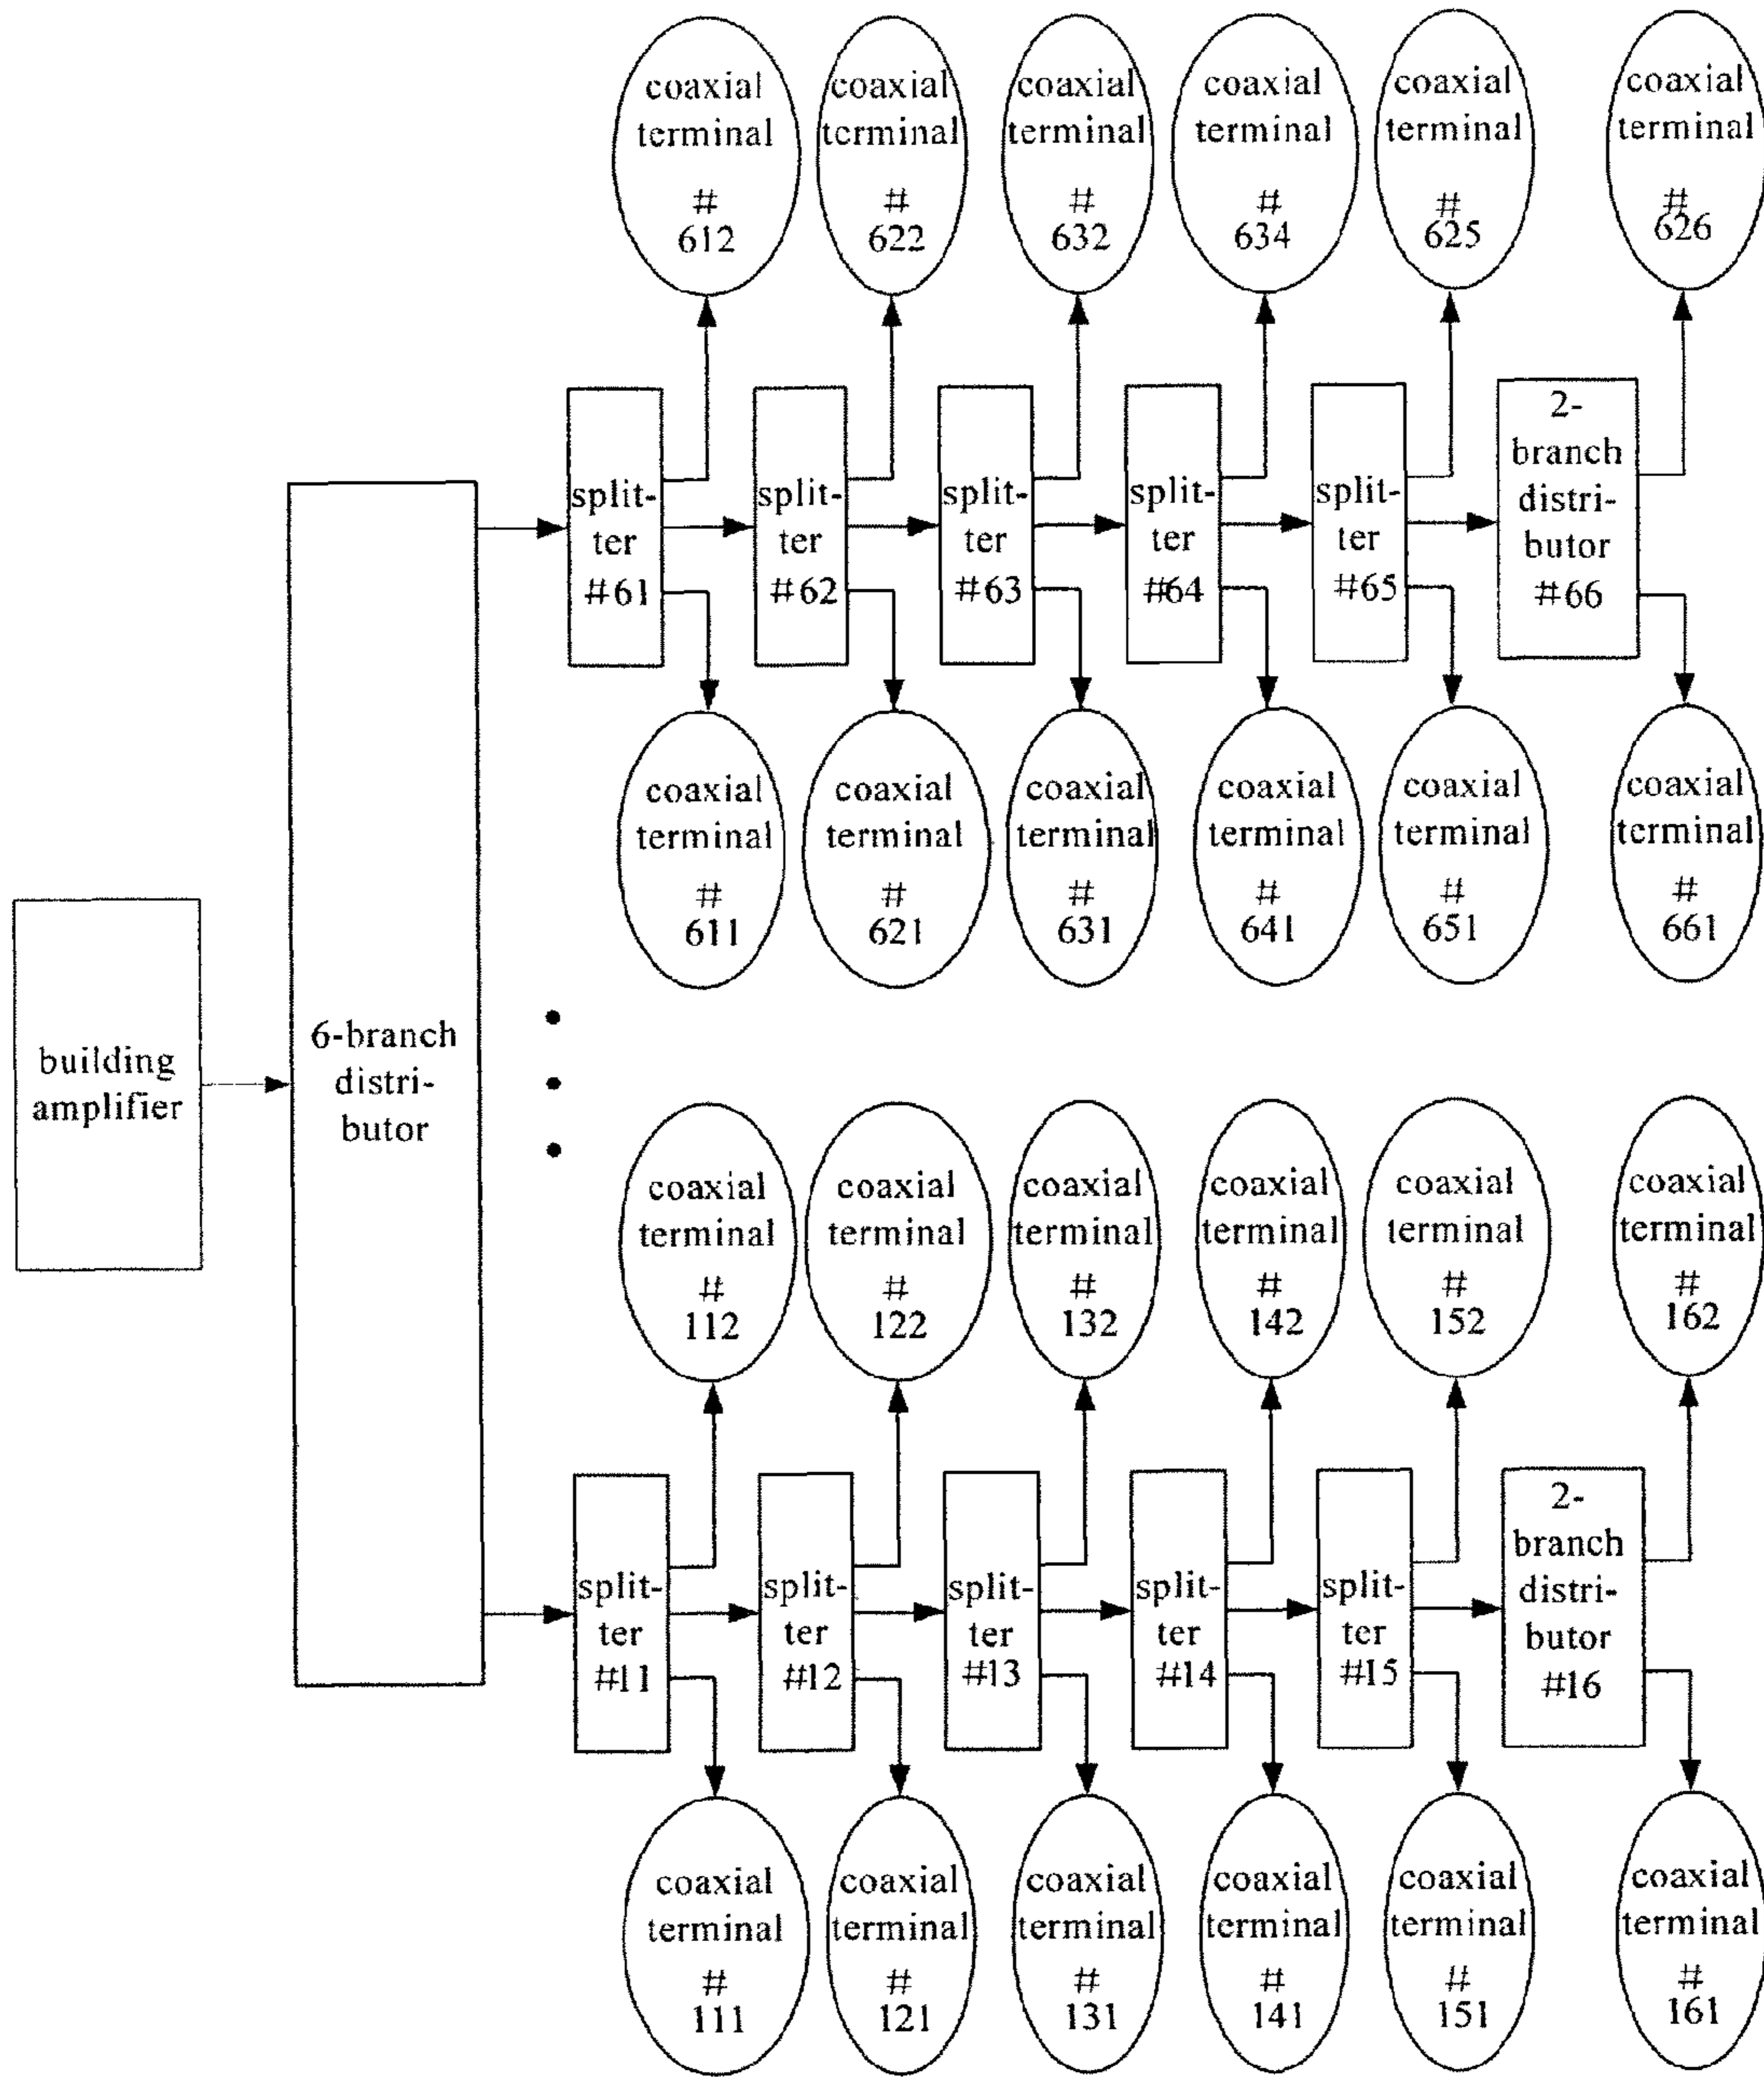 coaxial
terminal
#
612
coaxial
terminal
#
622
coaxial
terminal
#
632
coaxial
terminal
#
634
coaxial
terminal
#
625
coaxial
terminal
#
626
split-
ter
#61
split-
ter
#62
split-
ter
#63
split-
ter
#64
split-
ter
#65
2-
branch
distri-
butor
#66
coaxial
terminal
#
611
coaxial
terminal
#
621
coaxial
terminal
#
631
coaxial
terminal
#
641
coaxial
terminal
#
651
coaxial
terminal
#
661
building
amplifier
6-branch
distri-
butor
coaxial
terminal
#
112
coaxial
terminal
#
122
coaxial
terminal
#
132
coaxial
terminal
#
142
coaxial
terminal
#
152
coaxial
terminal
#
162
split-
ter
#11
split-
ter
#12
split-
ter
#13
split-
ter
#14
split-
ter
#15
2-
branch
distri-
butor
#16
coaxial
terminal
#
111
coaxial
terminal
#
121
coaxial
terminal
#
131
coaxial
terminal
#
141
coaxial
terminal
#
151
coaxial
terminal
#
161